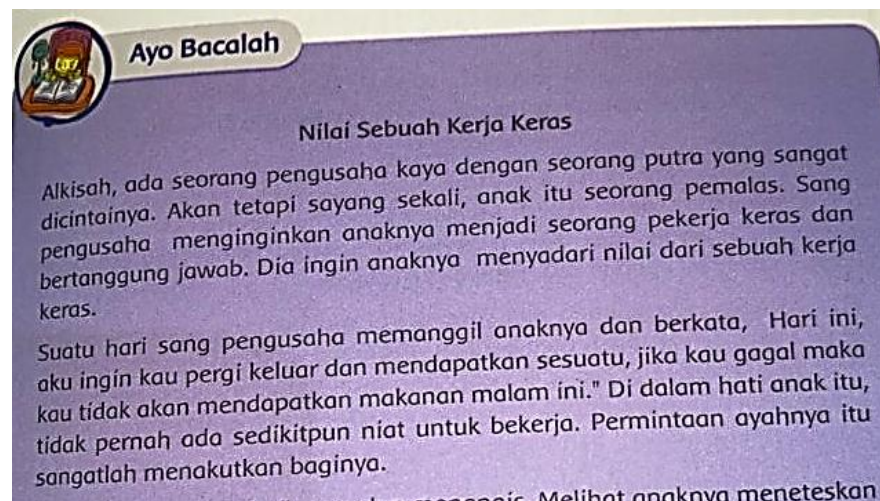 Ayo Bacalah
Nilai Sebuah Kerja Keras
Alkisah, ada seorang pengusaha kaya dengan seorang putra yang sangat
dicintainya. Akan tetapi sayang sekali, anak itu seorang pemalas. Sang
pengusaha menginginkan anaknya menjadi seorang pekerja keras dan
bertanggung jawab. Dia ingin anaknya menyadari nilai dari sebuah kerja
keras.
Suatu hari sang pengusaha memanggil anaknya dan berkata, Hari ini,
aku ingin kau pergi keluar dan mendapatkan sesuatu, jika kau gagal maka
kau tidak akan mendapatkan makanan malam ini." Di dalam hati anak itu,
tidak pernah ada sedikitpun niat untuk bekerja. Permintaan ayahnya itu
sangatlah menakutkan baginya.
Melihat anaknya meneteskan